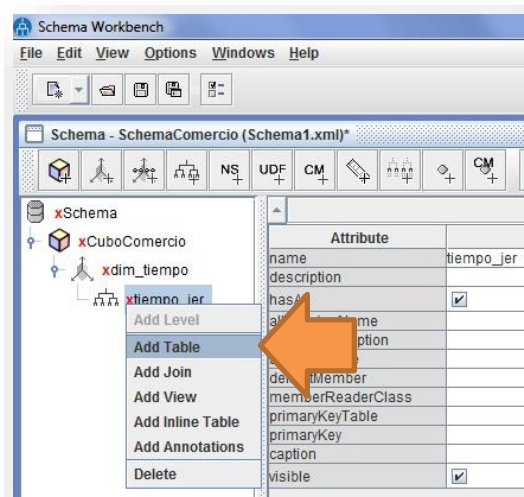 Schema Workbench
File Edit View Options Windows Help
Schema - SchemaComercio (Schema1.xml)*
NS UDF CM CM
xSchema
xCuboComercio
xdim_tiempo
xtiempo_jer
Add Level
Add Table
Add Join
Add View
Add Inline Table
Add Annotations
Delete
Attribute
name tiempo_jer
description
memberReaderClass
primaryKeyTable
primaryKey
caption
visible